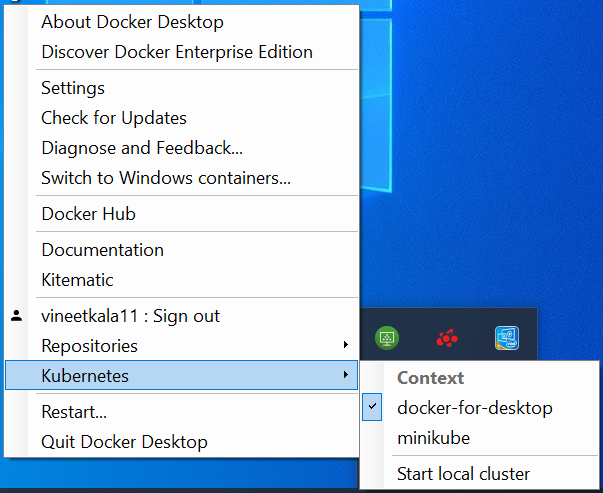 About Docker Desktop
Discover Docker Enterprise Edition
Settings
Check for Updates
Diagnose and Feedback...
Switch to Windows containers...
Docker Hub
Documentation
Kitematic
vineetkala11 : Sign out
Repositories
Kubernetes
Restart...
Quit Docker Desktop
Context
docker-for-desktop
minikube
Start local cluster